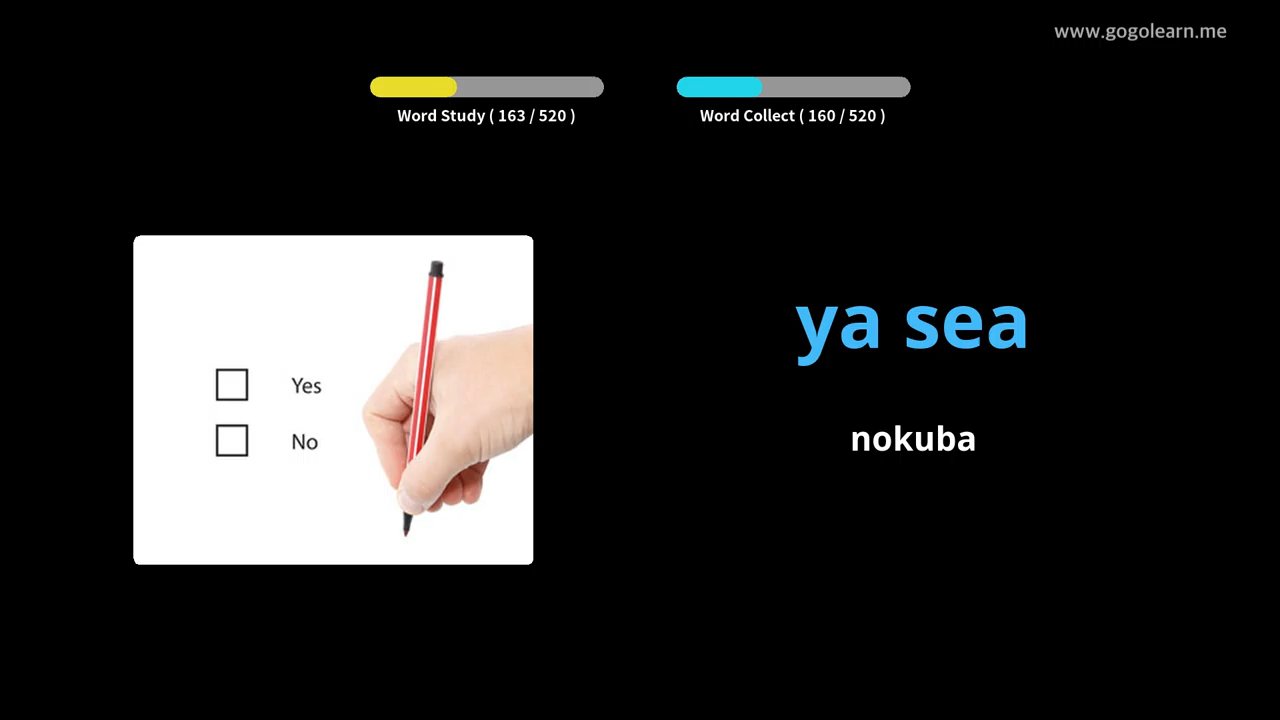 www.gogolearn.me
Word Study ( 163 / 520 )
Word Collect ( 160 / 520 )
Yes
No
ya sea
nokuba